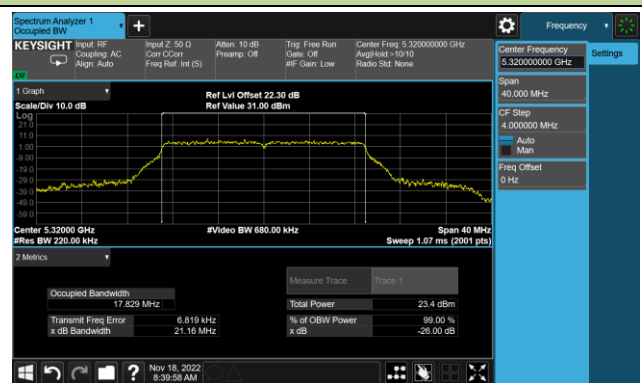 Spectrum Analyzer 1
Occupied BW
Frequency
KEYSIGHT
Input: RF
Coupling: AC
Align: Auto
Input Z: 50 Ω
Corr CCorr
Freq Ref: Int (S)
Atten: 10 dB
Preamp: Off
Trig: Free Run
Gate: Off
#IF Gain: Low
Center Freq: 5.320000000 GHz
Avg|Hold:>10/10
Radio Std: None
LW
1 Graph
Scale/Div 10.0 dB
Ref Lvl Offset 22.30 dB
Ref Value 31.00 dBm
Log
21.0
11.0
1.00
-9.00
-19.0
-29.0
-39.0
-49.0
-59.0
Center 5.32000 GHz
#Res BW 220.00 kHz
#Video BW 680.00 kHz
Span 40 MHz
Sweep 1.07 ms (2001 pts)
2 Metrics
Measure Trace
Trace 1
Occupied Bandwidth
17.829 MHz
Total Power
23.4 dBm
Transmit Freq Error
6.819 kHz
% of OBW Power
99.00 %
x dB Bandwidth
21.16 MHz
x dB
-26.00 dB
Nov 18, 2022
8:39:58 AM
Center Frequency
5.320000000 GHz
Settings
Span
40.000 MHz
CF Step
4.000000 MHz
Auto
Man
Freq Offset
0 Hz